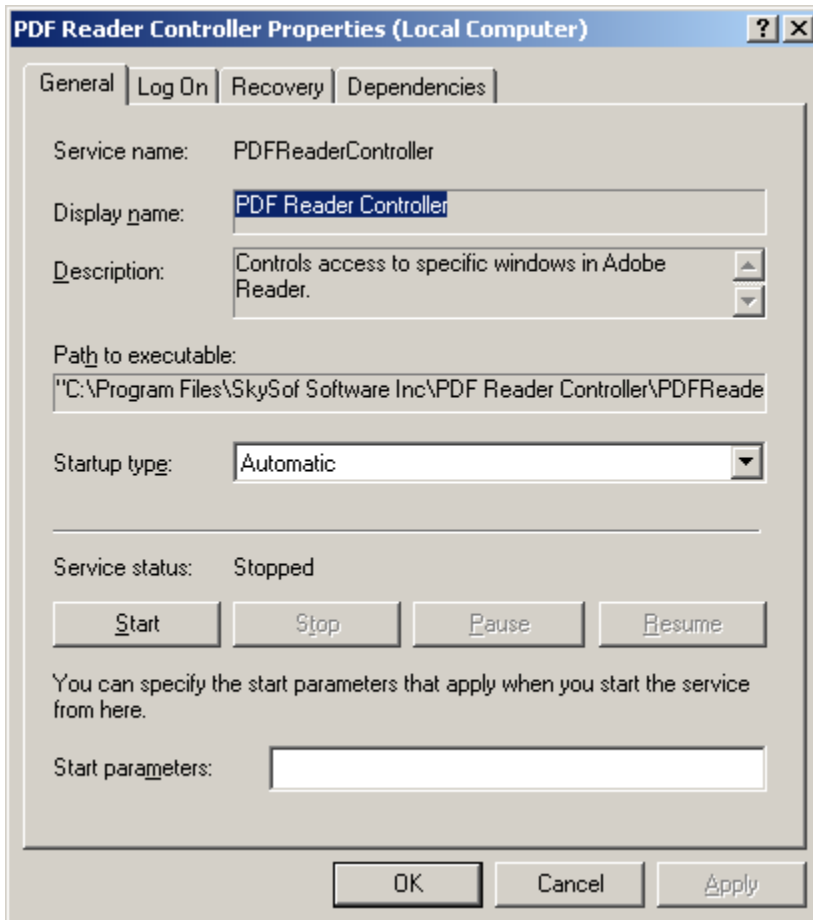 PDF Reader Controller Properties (Local Computer)
General Log On Recovery Dependencies
Service name: PDFReaderController
Display name: PDF Reader Controller
Description: Controls access to specific windows in Adobe
Reader.
Path to executable:
"C:\Program Files\SkySof Software Inc\PDF Reader Controller\PDFReade
Startup type: Automatic
Service status: Stopped
Start Stop Pause Resume
You can specify the start parameters that apply when you start the service
from here.
Start parameters:
OK Cancel Apply